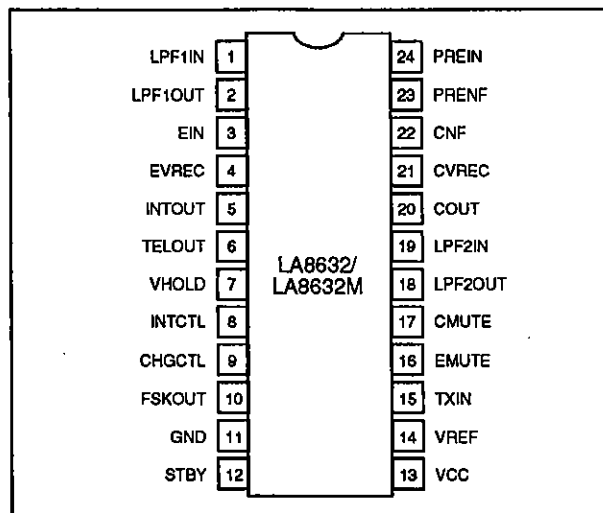 LPF1IN 1 24 PREIN
LPF1OUT 2 23 PRENF
EIN 3 22 CNF
EVREC 4 21 CVREC
INTOUT 5 20 COUT
TELOUT 6 19 LPF2IN
LA8632/
LA8632M
VHOLD 7 18 LPF2OUT
INTCTL 8 17 CMUTE
CHGCTL 9 16 EMUTE
FSKOUT 10 15 TXIN
GND 11 14 VREF
STBY 12 13 VCC